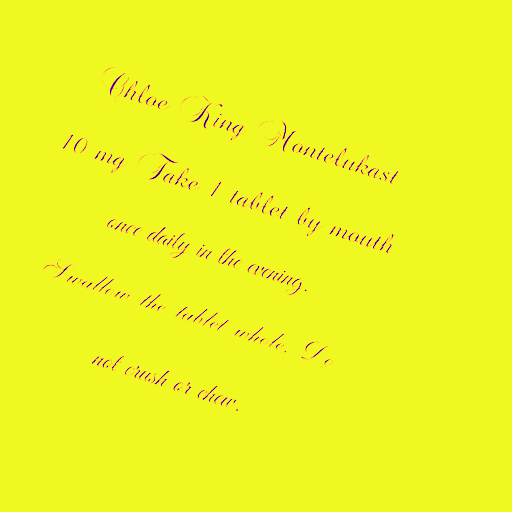 Chloe King Montelukast
10 mg Take 1 tablet by mouth
once daily in the evening.
Swallow the tablet whole. Do
not crush or chew.